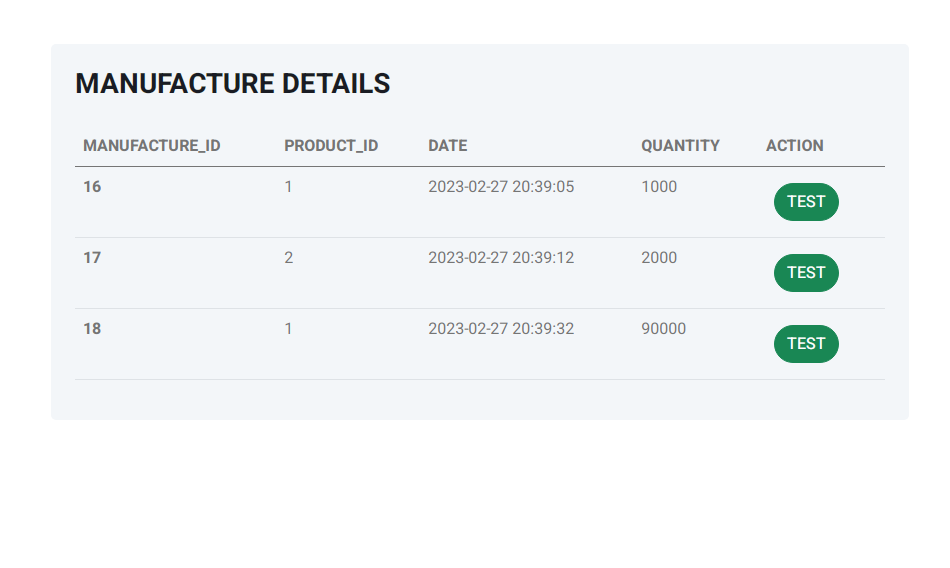 MANUFACTURE DETAILS
MANUFACTURE_ID PRODUCT_ID DATE QUANTITY ACTION
16 1 2023-02-27 20:39:05 1000 TEST
17 2 2023-02-27 20:39:12 2000 TEST
18 1 2023-02-27 20:39:32 90000 TEST